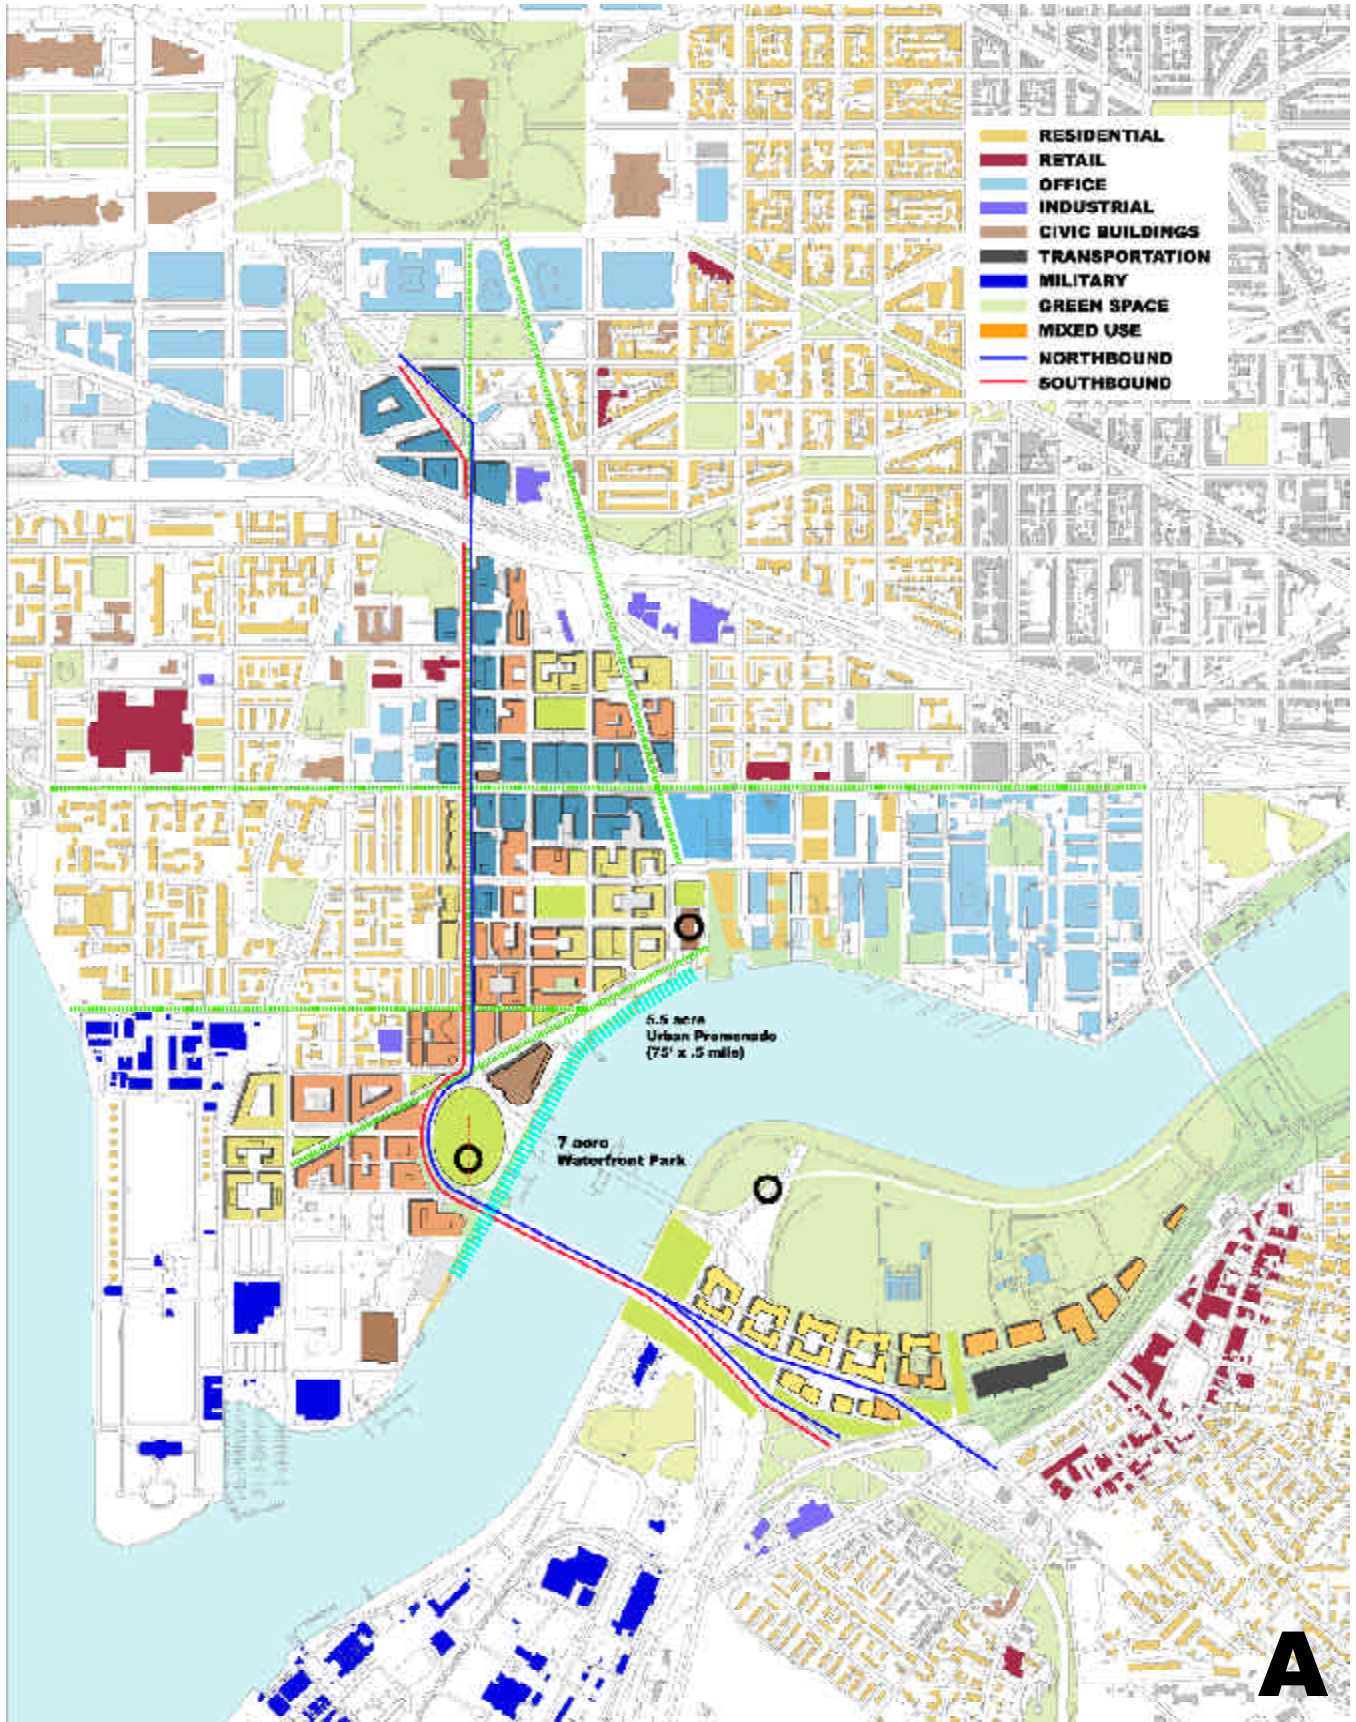 RESIDENTIAL
RETAIL
OFFICE
INDUSTRIAL
CIVIC BUILDINGS
TRANSPORTATION
MILITARY
GREEN SPACE
MIXED USE
NORTHBOUND
SOUTHBOUND
5.5 acre
Urban Promenade
(75' x .5 mile)
7 acre
Waterfront Park
A